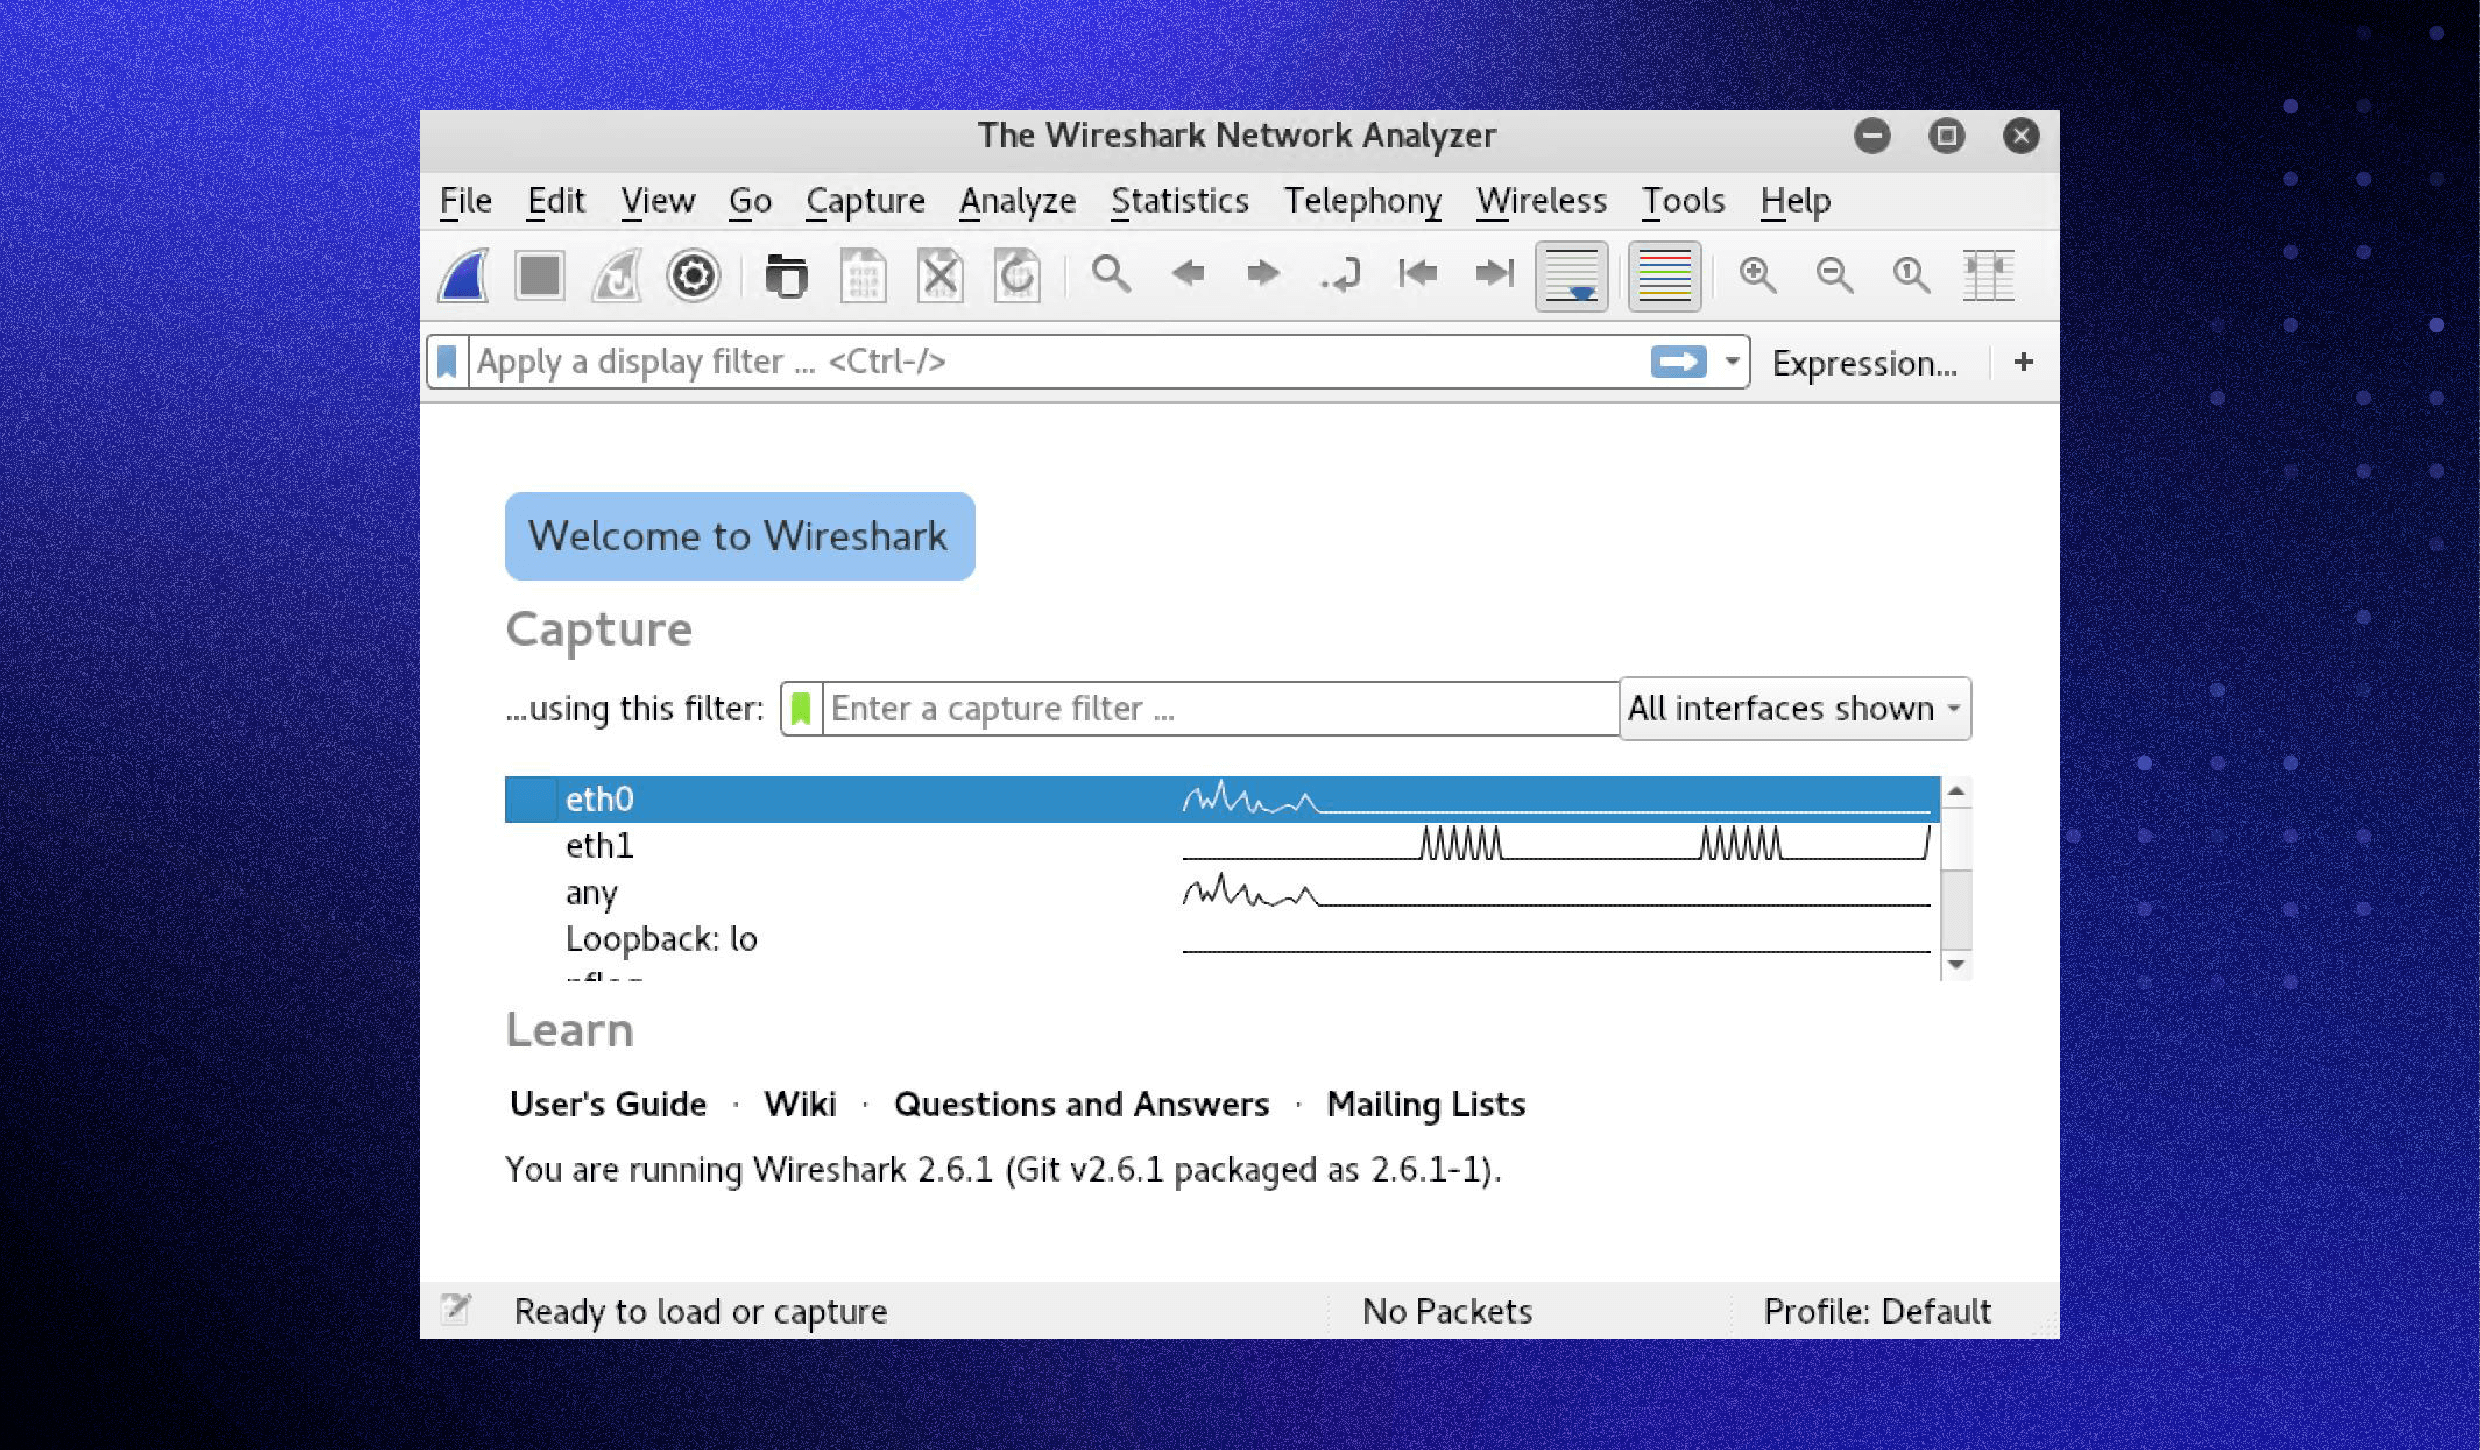 The Wireshark Network Analyzer
File Edit View Go Capture Analyze Statistics Telephony Wireless Tools Help
Apply a display filter ... <Ctrl-/> Expression... +
Welcome to Wireshark
Capture
...using this filter: Enter a capture filter ... All interfaces shown
eth0
eth1
any
Loopback: lo
Learn
User's Guide · Wiki · Questions and Answers · Mailing Lists
You are running Wireshark 2.6.1 (Git v2.6.1 packaged as 2.6.1-1).
Ready to load or capture No Packets Profile: Default